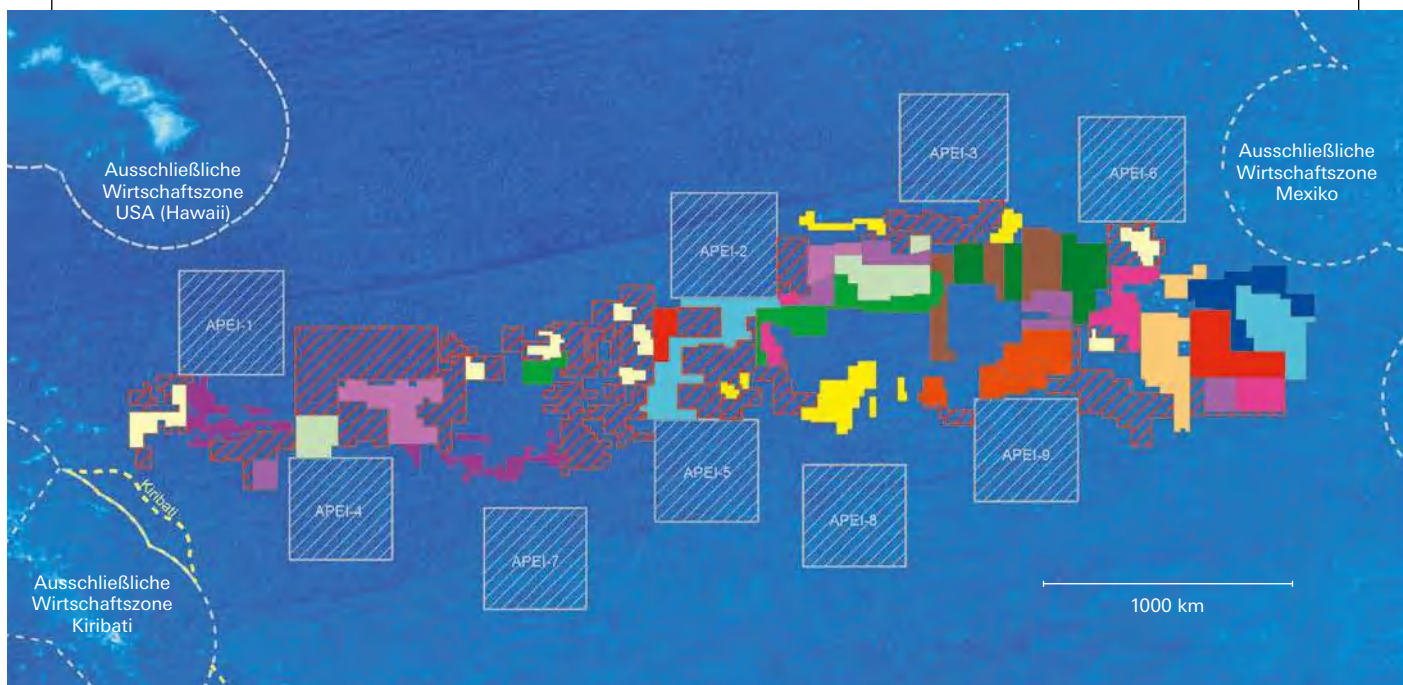 Ausschließliche
Wirtschaftszone
USA (Hawaii)
APEI-3
APEI-6
Ausschließliche
Wirtschaftszone
Mexiko
APEI-2
APEI-1
APEI-5
APEI-9
APEI-4
APEI-8
APEI-7
Kiribati
Ausschließliche
Wirtschaftszone
Kiribati
1000 km